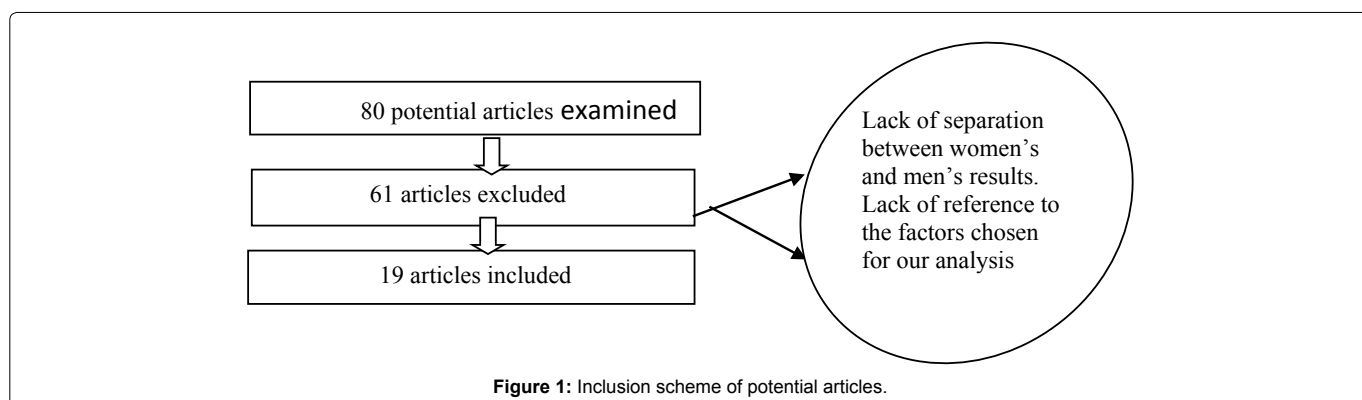 80 potential articles examined
61 articles excluded
19 articles included
Lack of separation
between women’s
and men’s results.
Lack of reference to
the factors chosen
for our analysis
Figure 1: Inclusion scheme of potential articles.